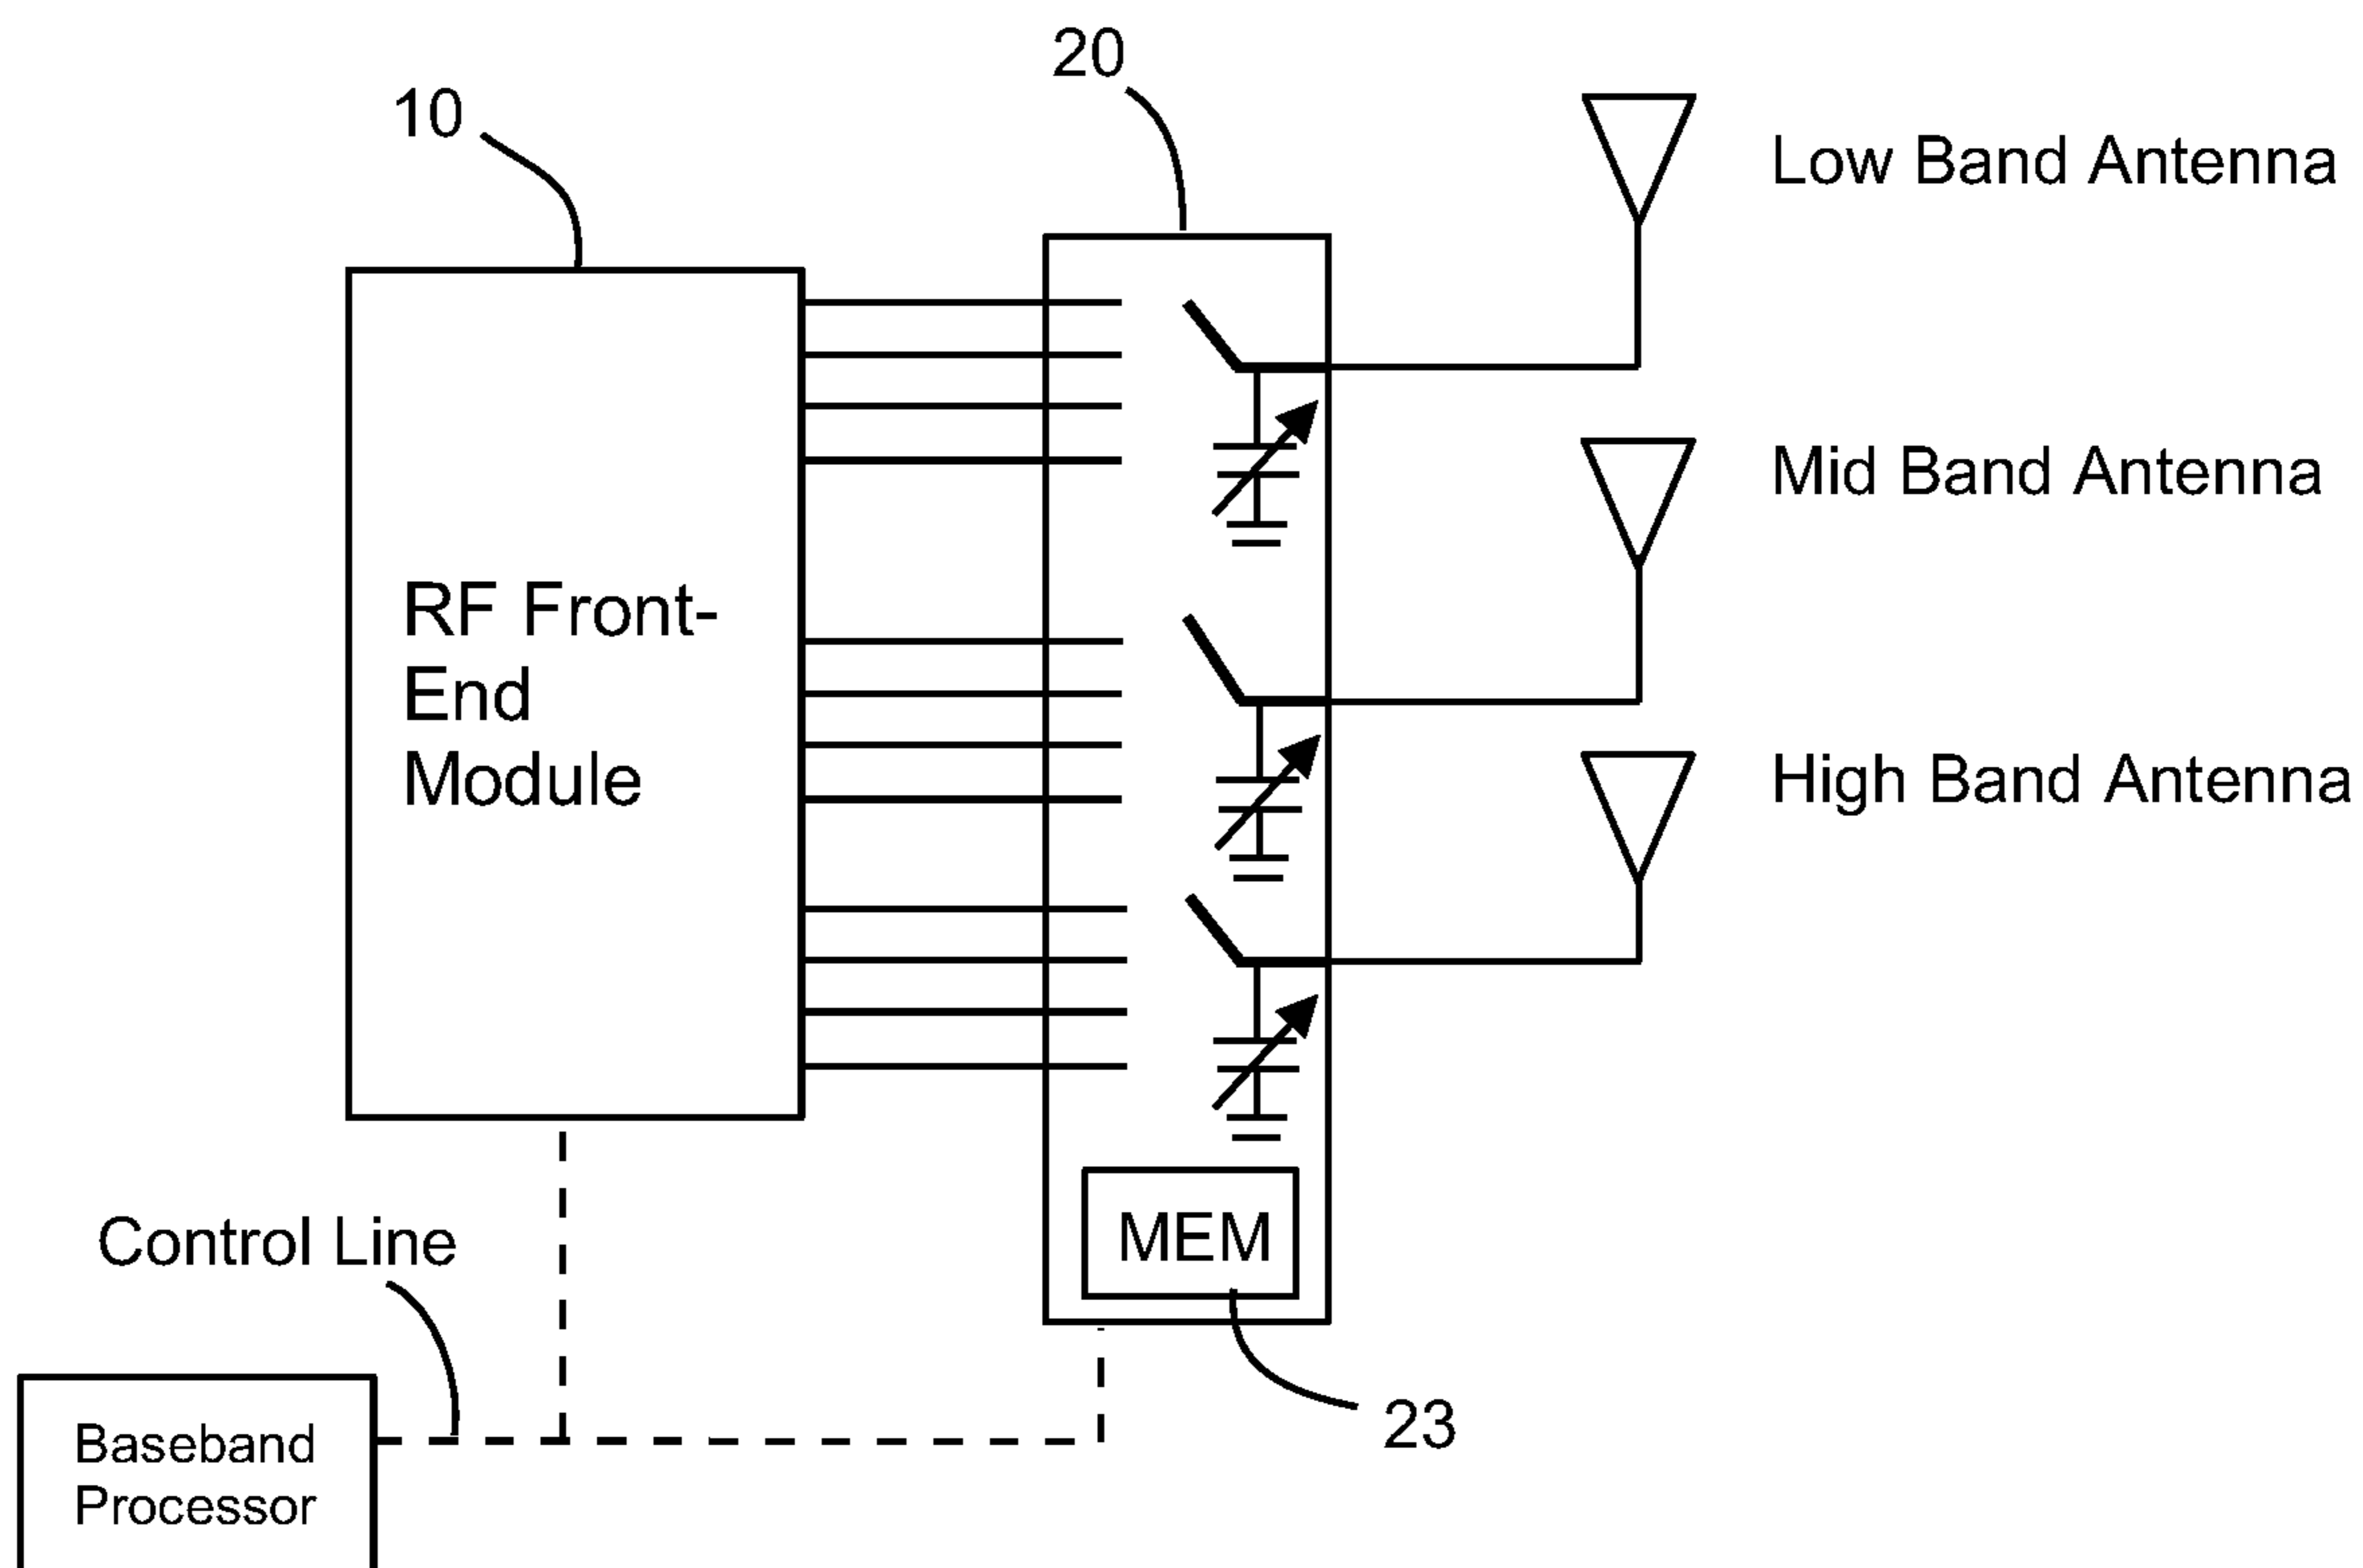 20
10
Low Band Antenna
Mid Band Antenna
RF Front-
End
Module
High Band Antenna
MEM
Control Line
23
Baseband
Processor